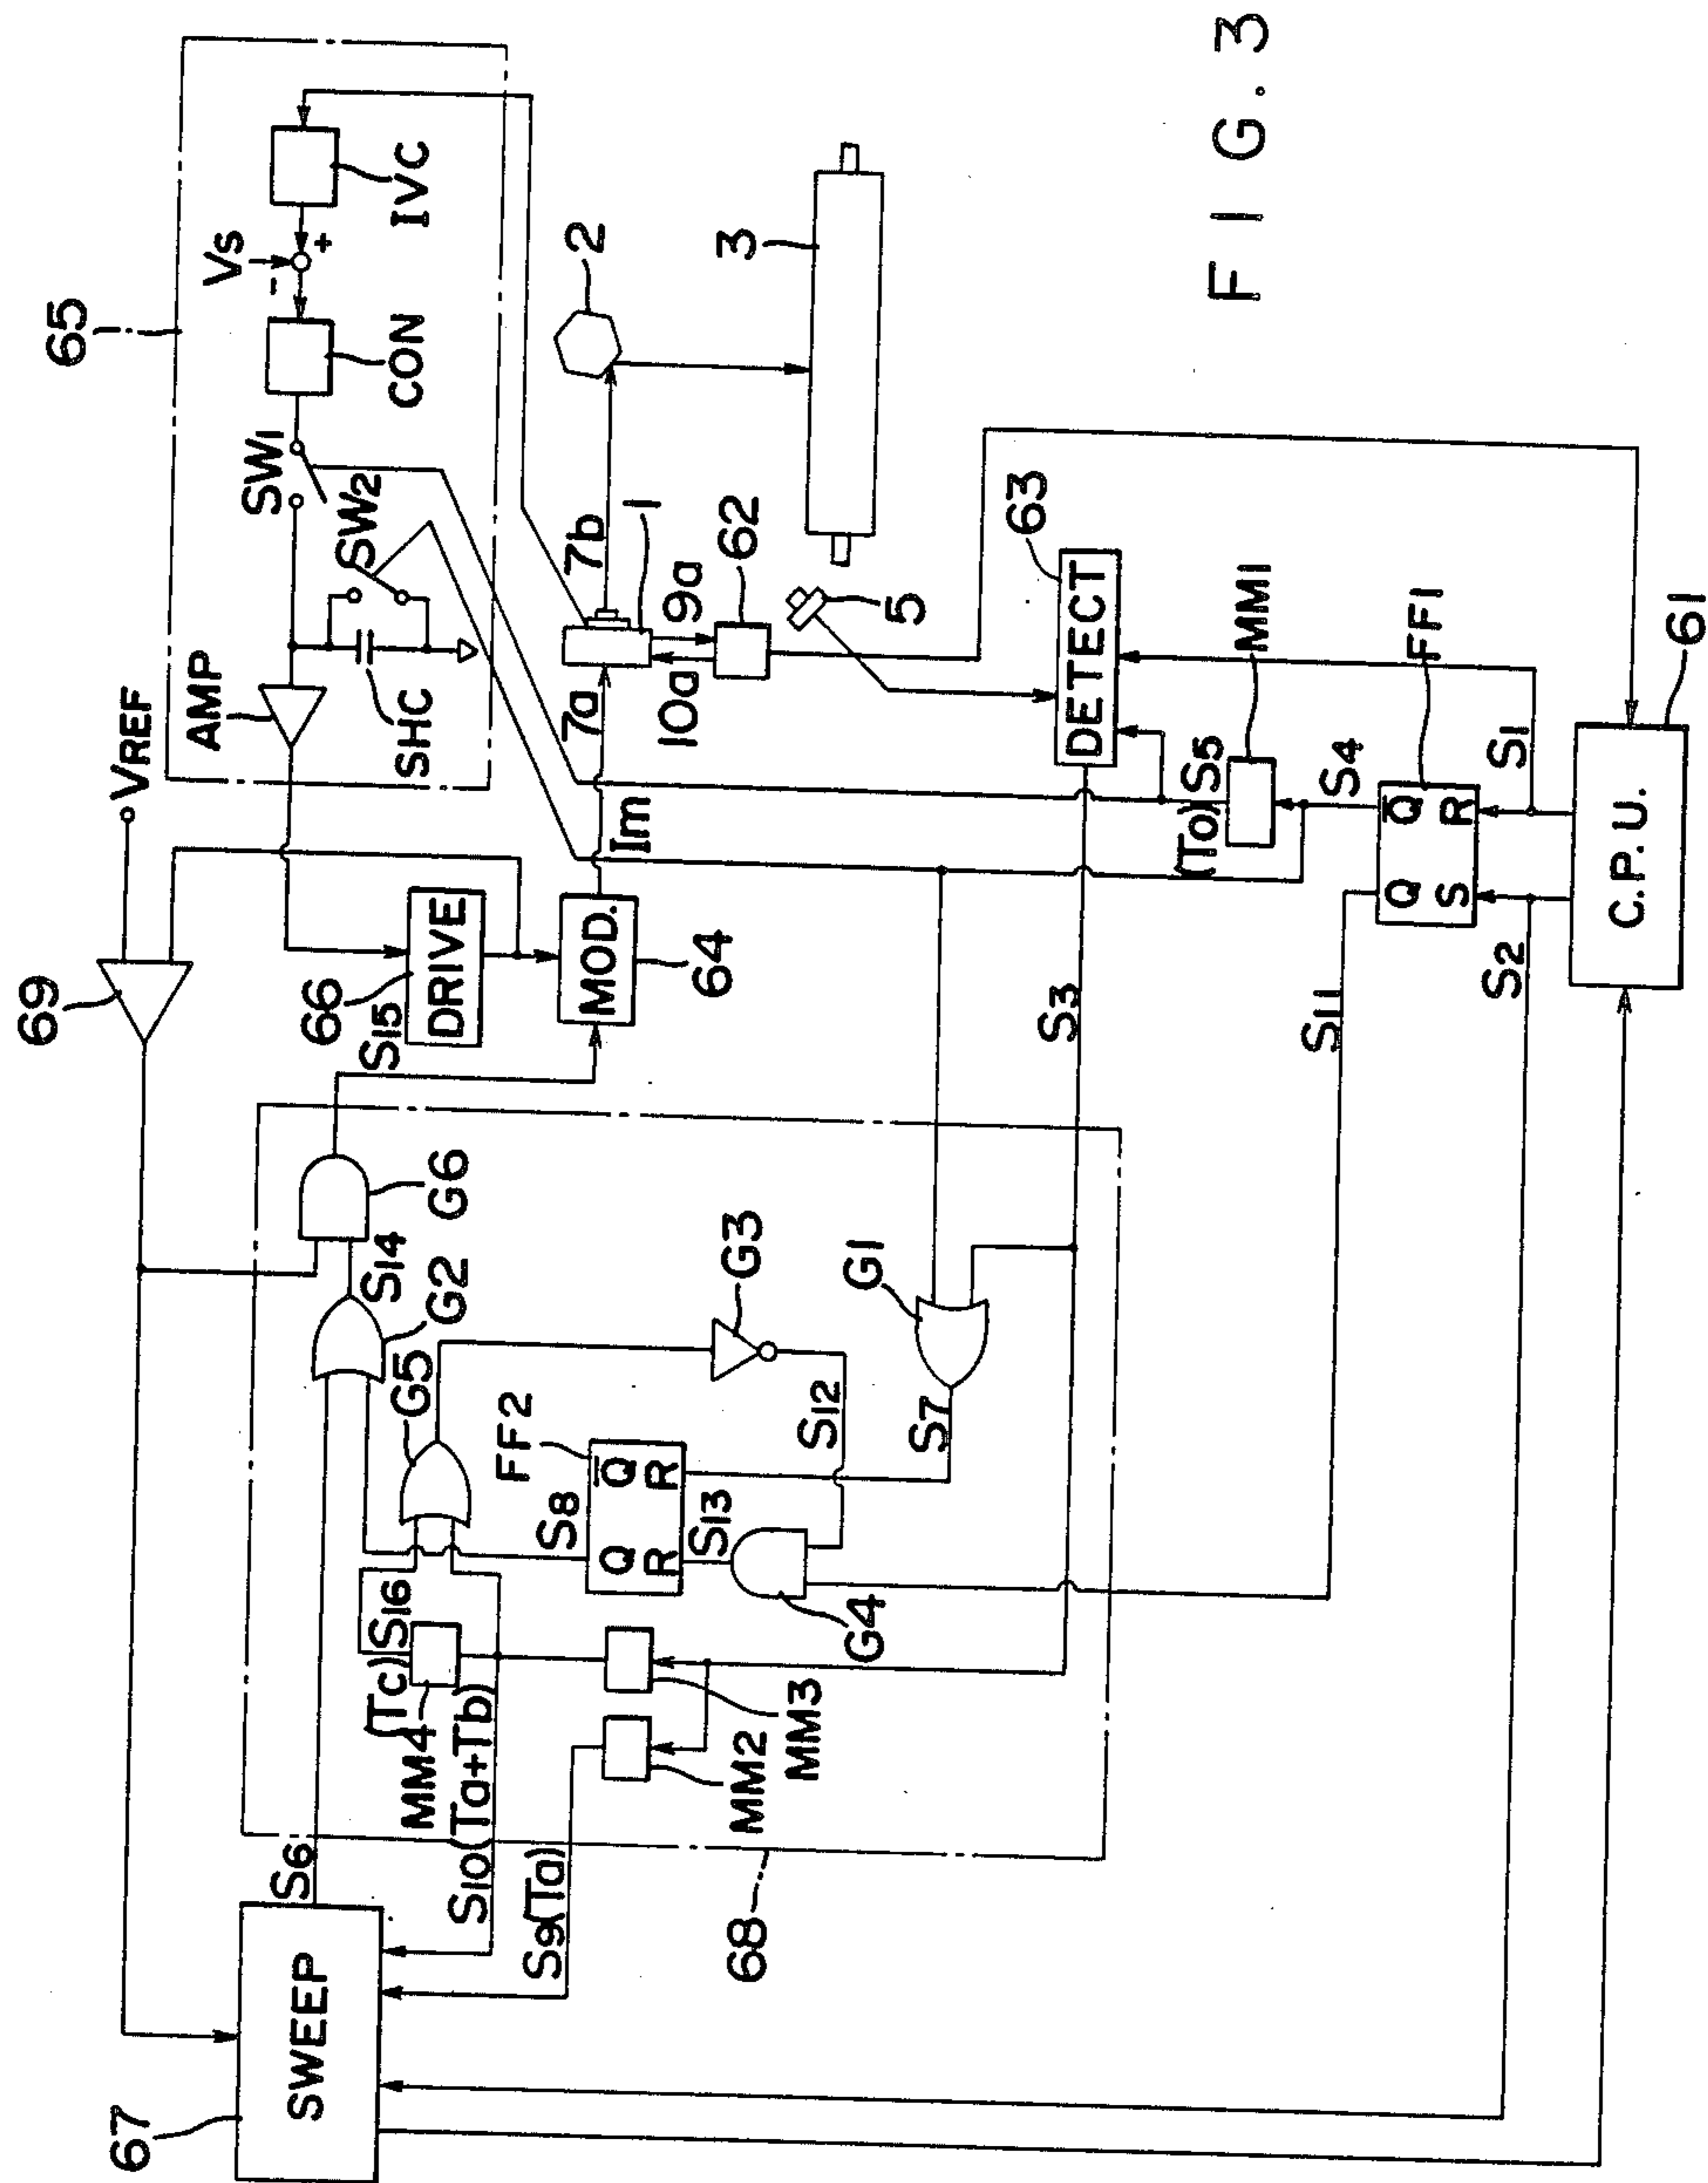 65
IVC
Vs
+
-
CON
SW1
SW2
SHC
AMP
VREF
69
2
3
7b
1
9a
62
10a
7a
5
63
DETECT
Im
DRIVE
66
S15
MOD.
64
MM1
S5
(To)
S4
FF1
Q Q̅
S R
S1
S2
C.P.U.
61
S3
S11
G6
S14
G2
G5
G3
G1
S12
S7
FF2
S8
Q Q̅
R R
S13
G4
S16
(Tc)
MM4
S10(Ta+Tb)
MM3
MM2
S9(Ta)
S6
68
SWEEP
67
FIG. 3